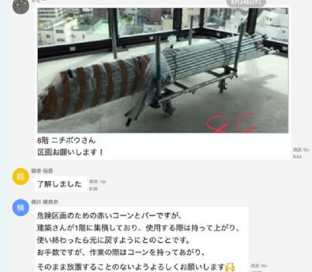 8階 ニチボウさん
区画お願いします！
了解しました
危険区画のための赤いコーンとバーですが、
建築さんが1階に集積しており、使用する際は持って上がり、
使い終わったら元に戻すようにとのことです。
お手数ですが、作業の際はコーンを持ってあがり、
そのまま放置することのないようよろしくお願いします